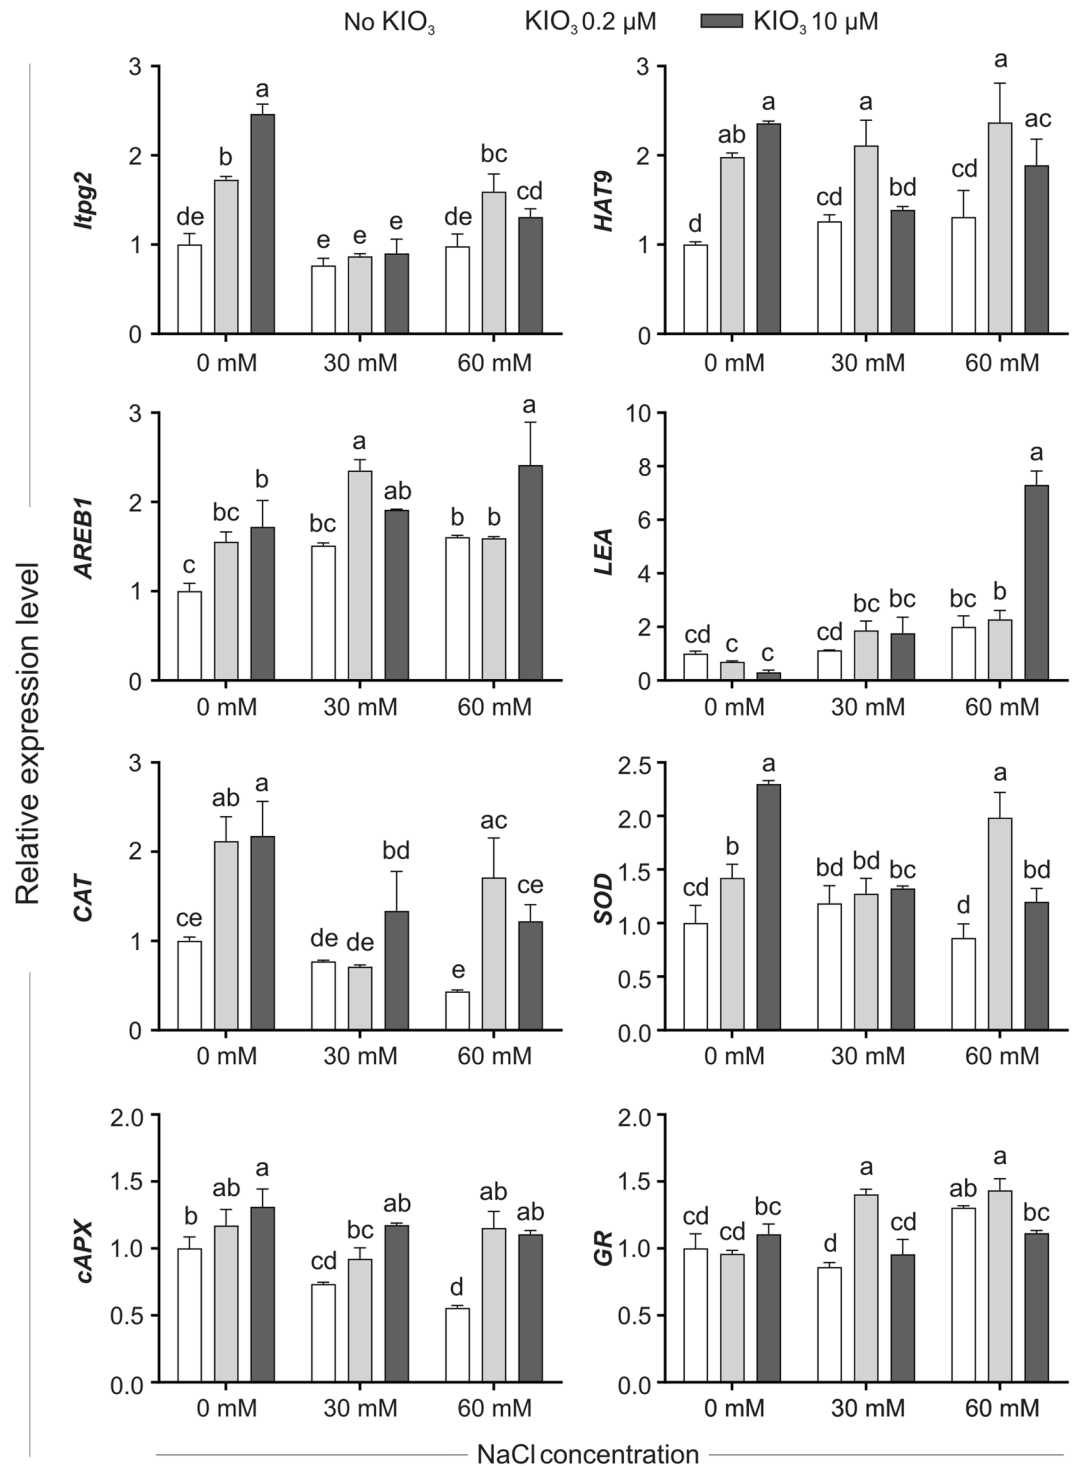 No KIO3 KIO3 0.2 µM KIO3 10 µM
Relative expression level
ltpg2
3
2
1
0
de b a
e e e
de bc cd
0 mM 30 mM 60 mM
HAT9
3
2
1
0
d ab a
cd a bd
cd a ac
0 mM 30 mM 60 mM
AREB1
3
2
1
0
c bc b
bc a ab
b b a
0 mM 30 mM 60 mM
LEA
10
8
6
4
2
0
cd c c
cd bc bc
bc b a
0 mM 30 mM 60 mM
CAT
3
2
1
0
ce ab a
de de bd
e ac ce
0 mM 30 mM 60 mM
SOD
2.5
2.0
1.5
1.0
0.5
0.0
cd b a
bd bd bc
d a bd
0 mM 30 mM 60 mM
cAPX
2.0
1.5
1.0
0.5
0.0
b ab a
cd bc ab
d ab ab
0 mM 30 mM 60 mM
GR
2.0
1.5
1.0
0.5
0.0
cd cd bc
d a cd
ab a bc
0 mM 30 mM 60 mM
NaCl concentration